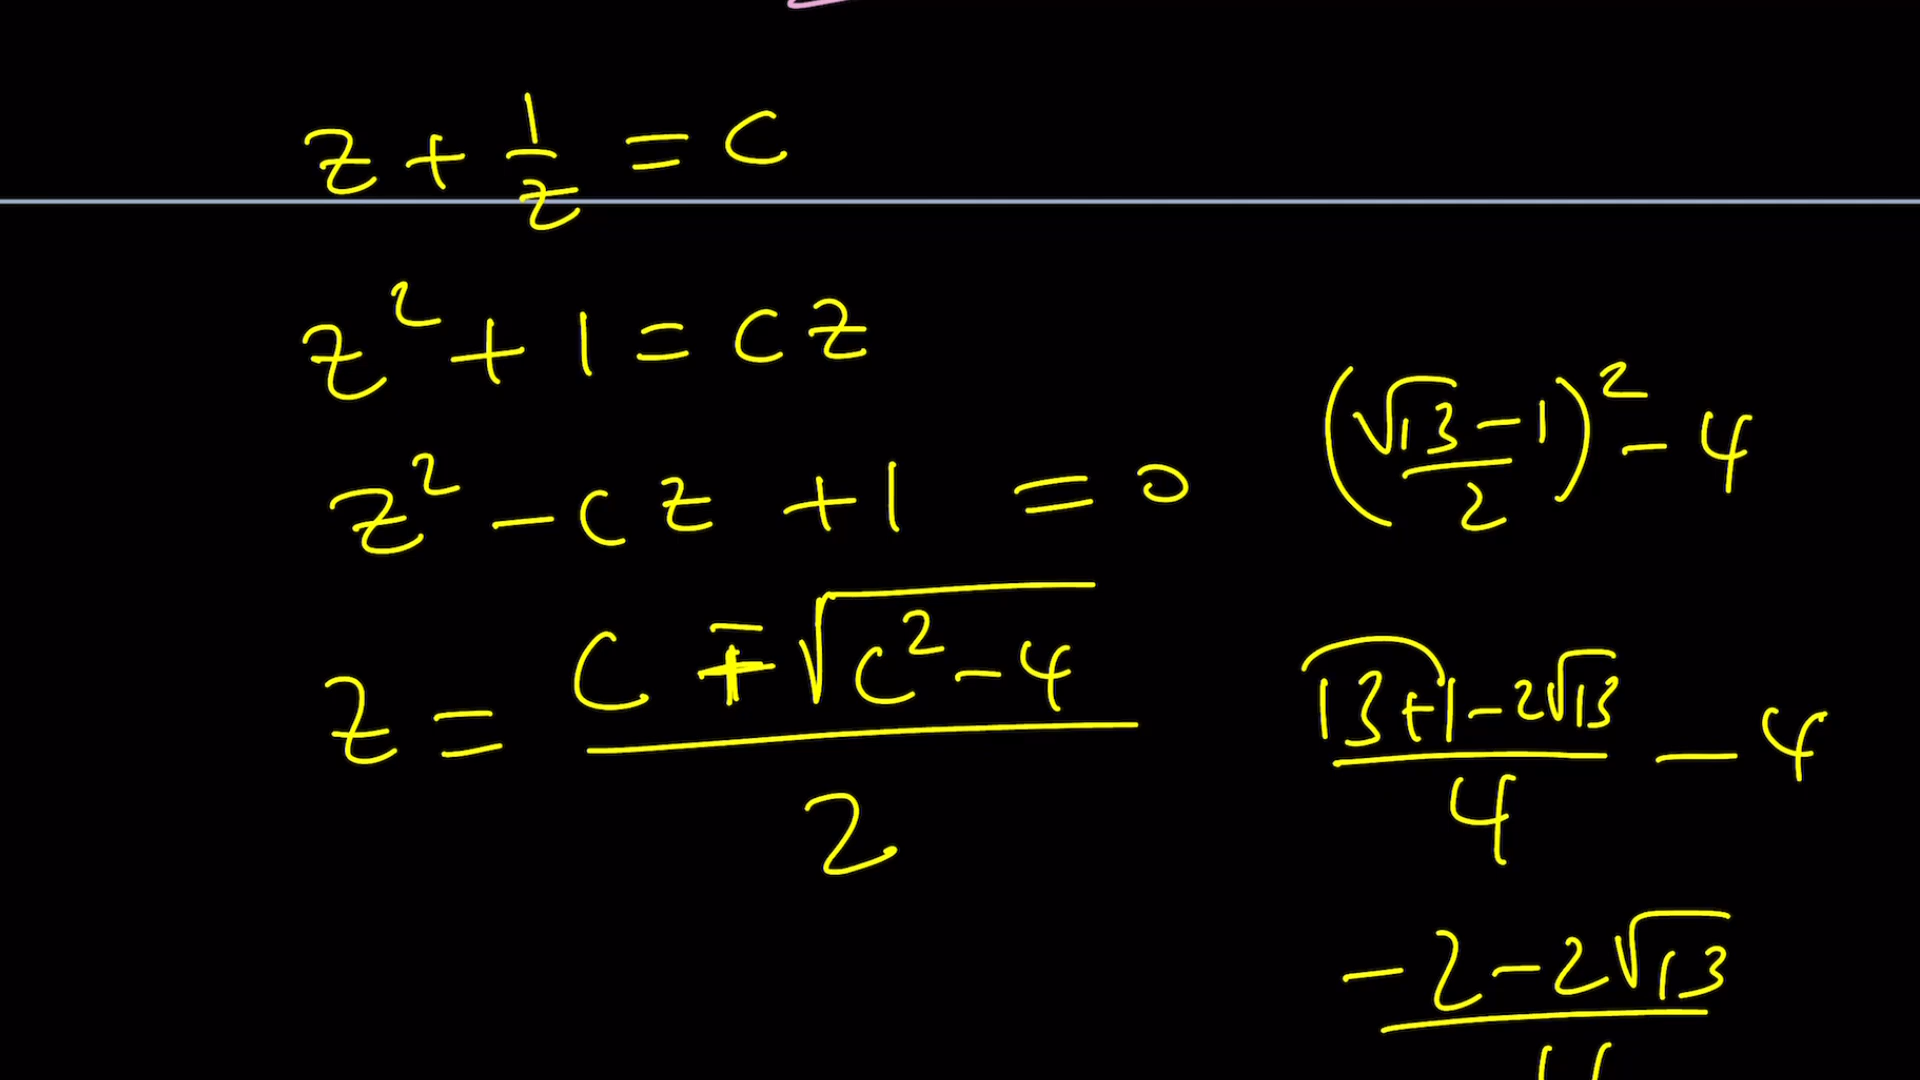 z + 1/z = c
z² + 1 = cz
z² - cz + 1 = 0
z = (c ∓ √(c² - 4))/2
((√13 - 1)/2)² - 4
(13 + 1 - 2√13)/4 - 4
(-2 - 2√13)/4